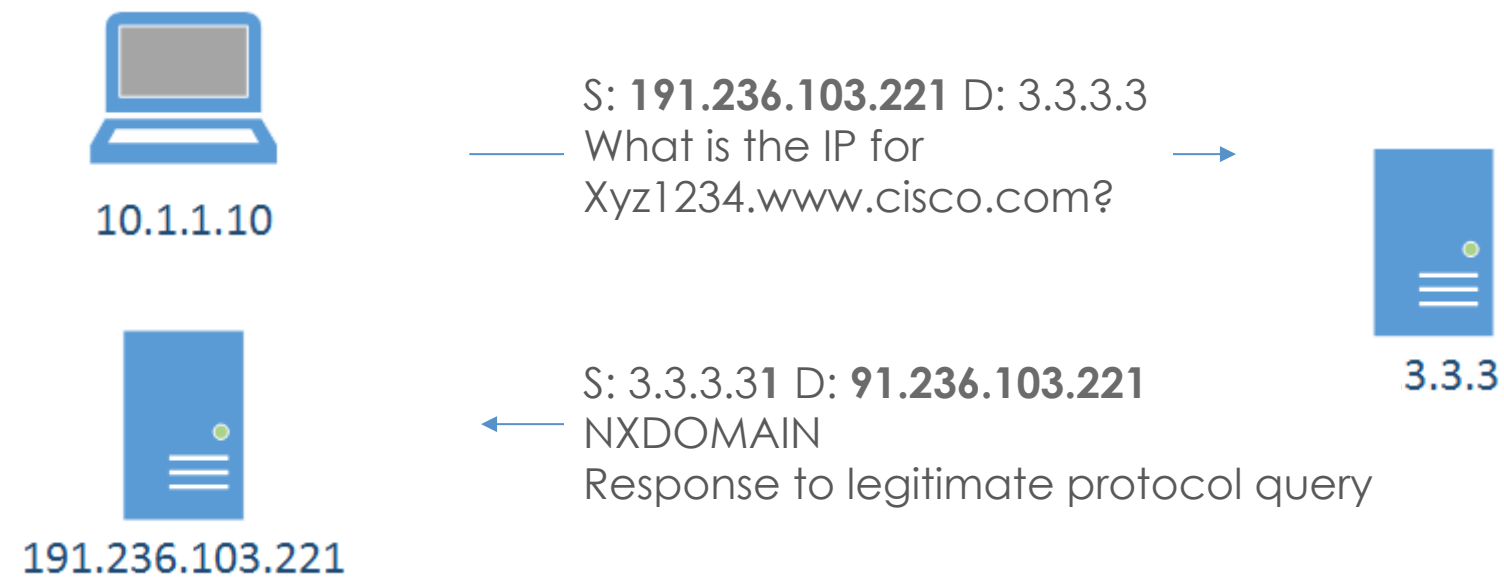 10.1.1.10
S: 191.236.103.221 D: 3.3.3.3
What is the IP for
Xyz1234.www.cisco.com?
3.3.3
191.236.103.221
S: 3.3.3.31 D: 91.236.103.221
NXDOMAIN
Response to legitimate protocol query